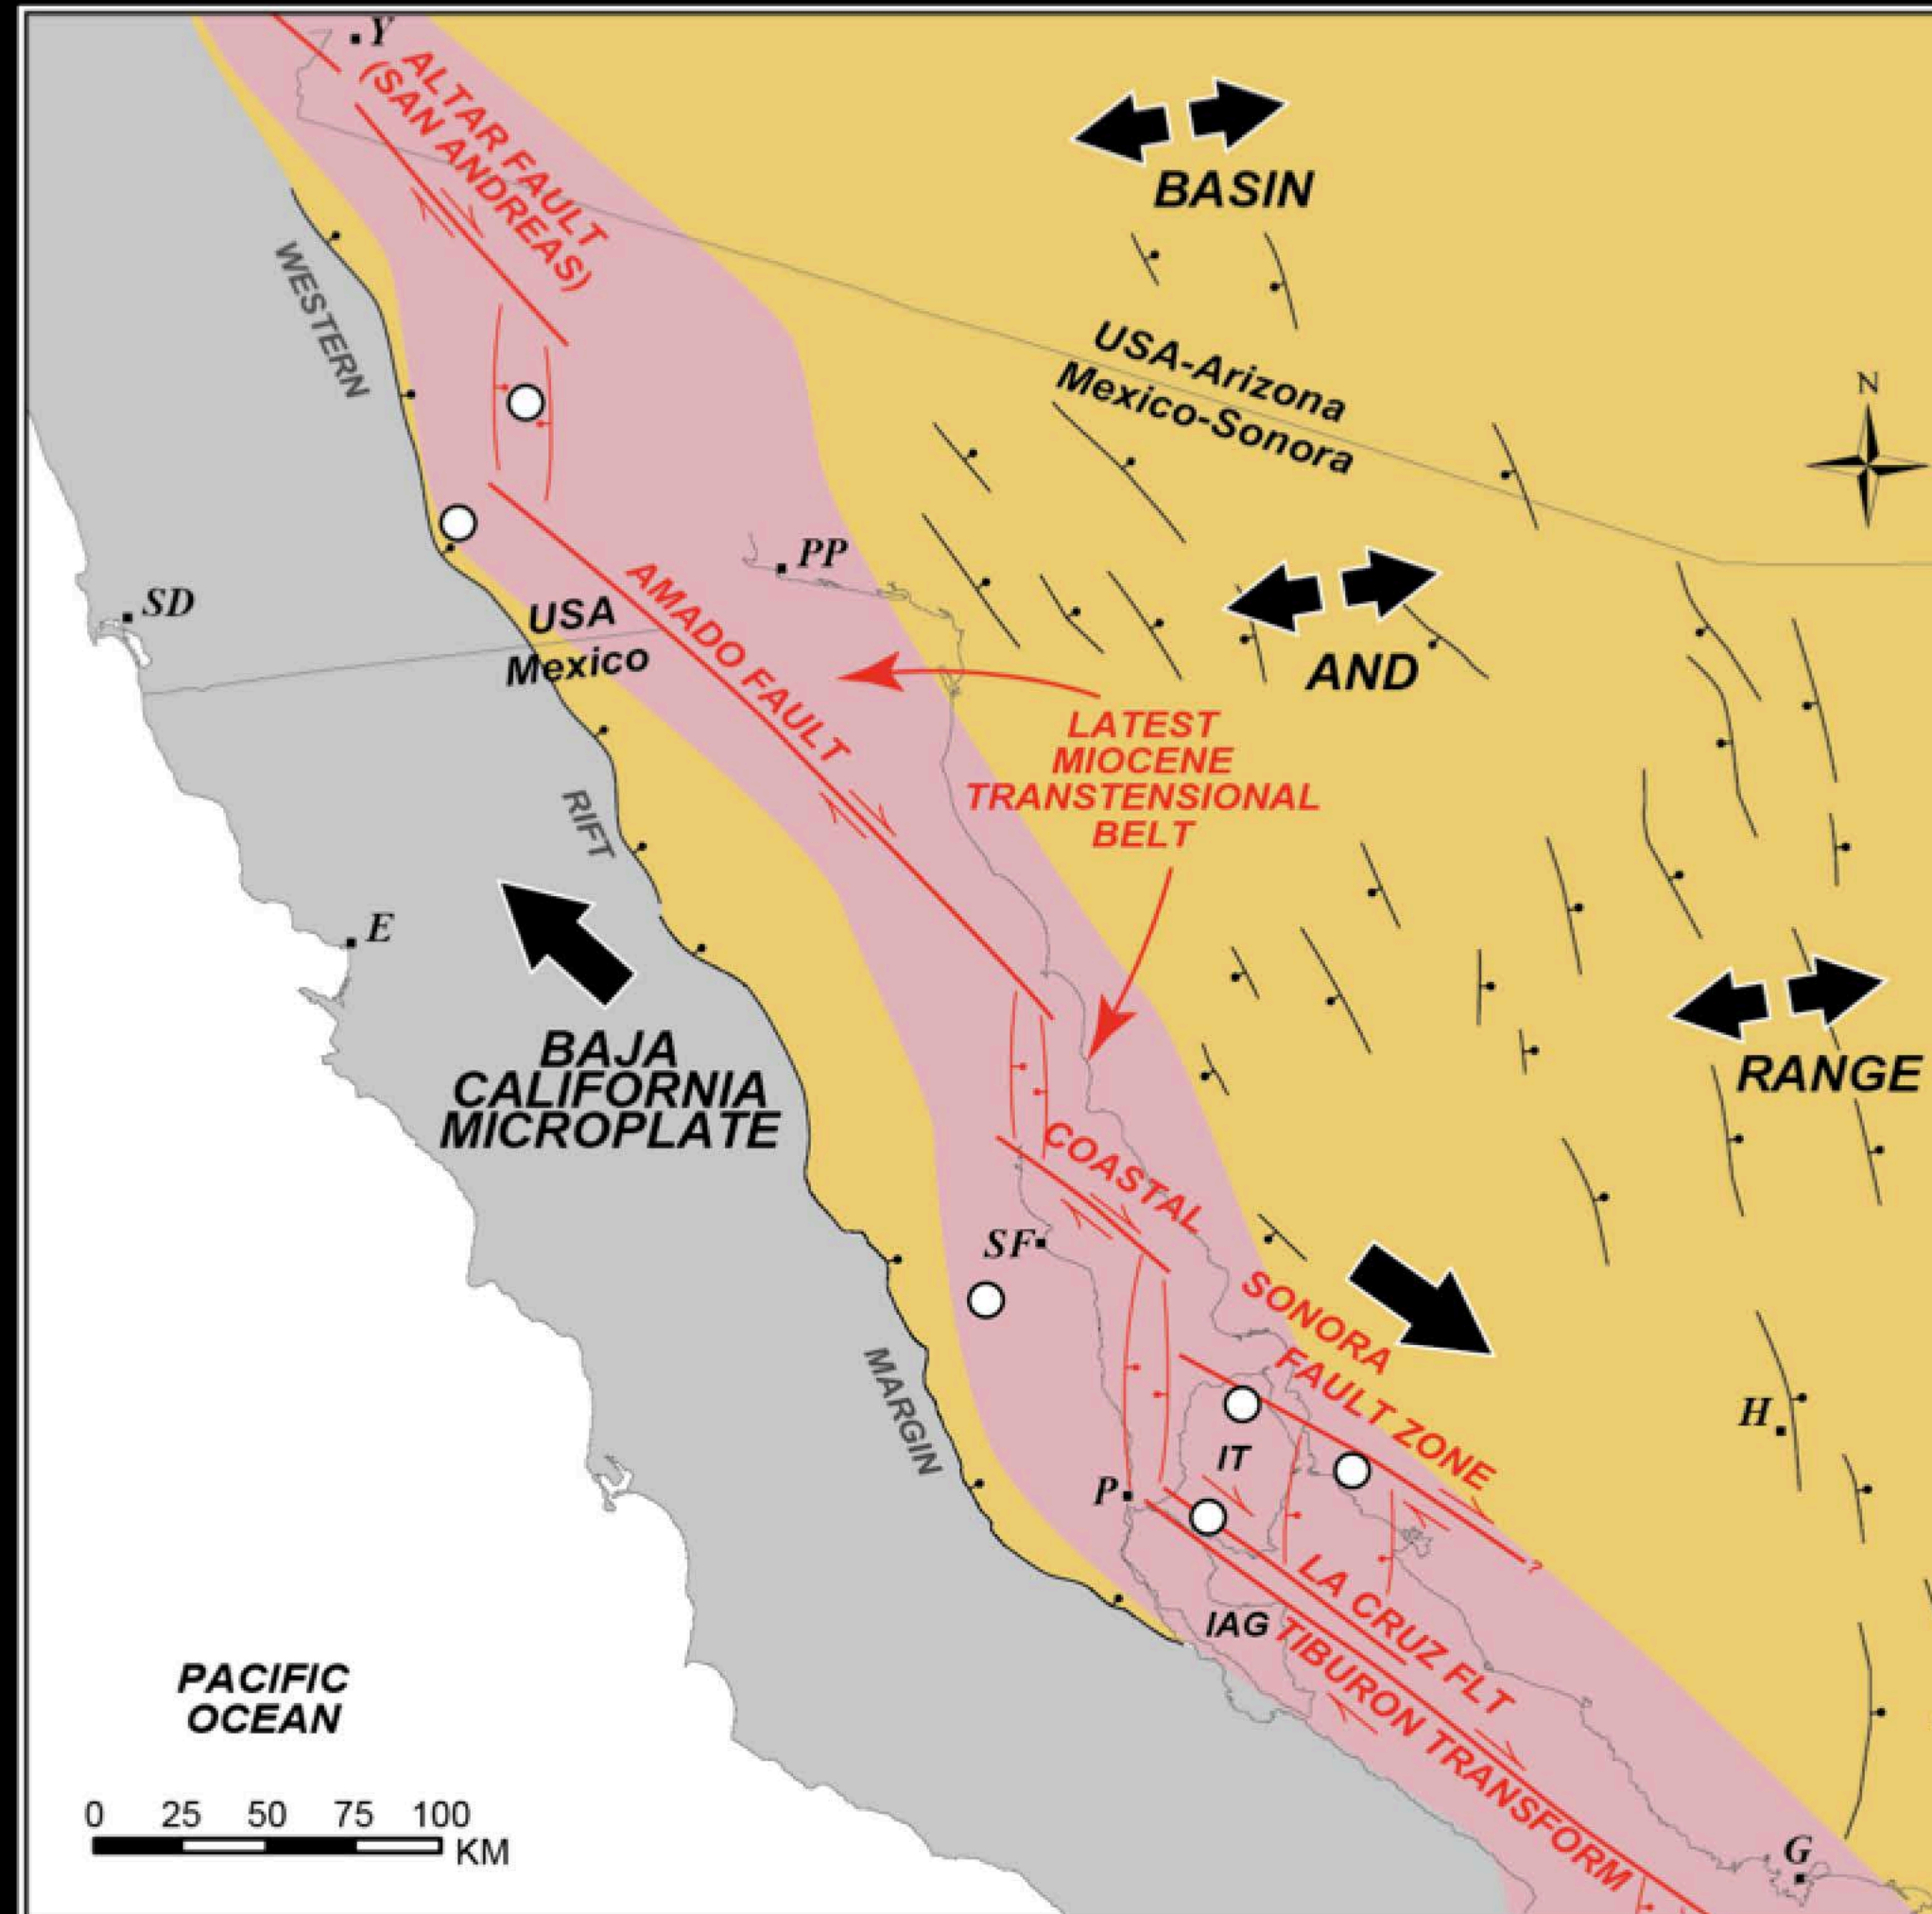 Y
ALTAR FAULT
(SAN ANDREAS)
BASIN
WESTERN
USA-Arizona
Mexico-Sonora
N
PP
SD
USA
Mexico
AMADO FAULT
AND
LATEST
MIOCENE
TRANSTENSIONAL
BELT
RIFT
E
BAJA
CALIFORNIA
MICROPLATE
RANGE
COASTAL
SONORA
FAULT ZONE
SF
MARGIN
H
IT
P
?
LA CRUZ FLT
IAG
TIBURON TRANSFORM
PACIFIC
OCEAN
0 25 50 75 100
KM
G